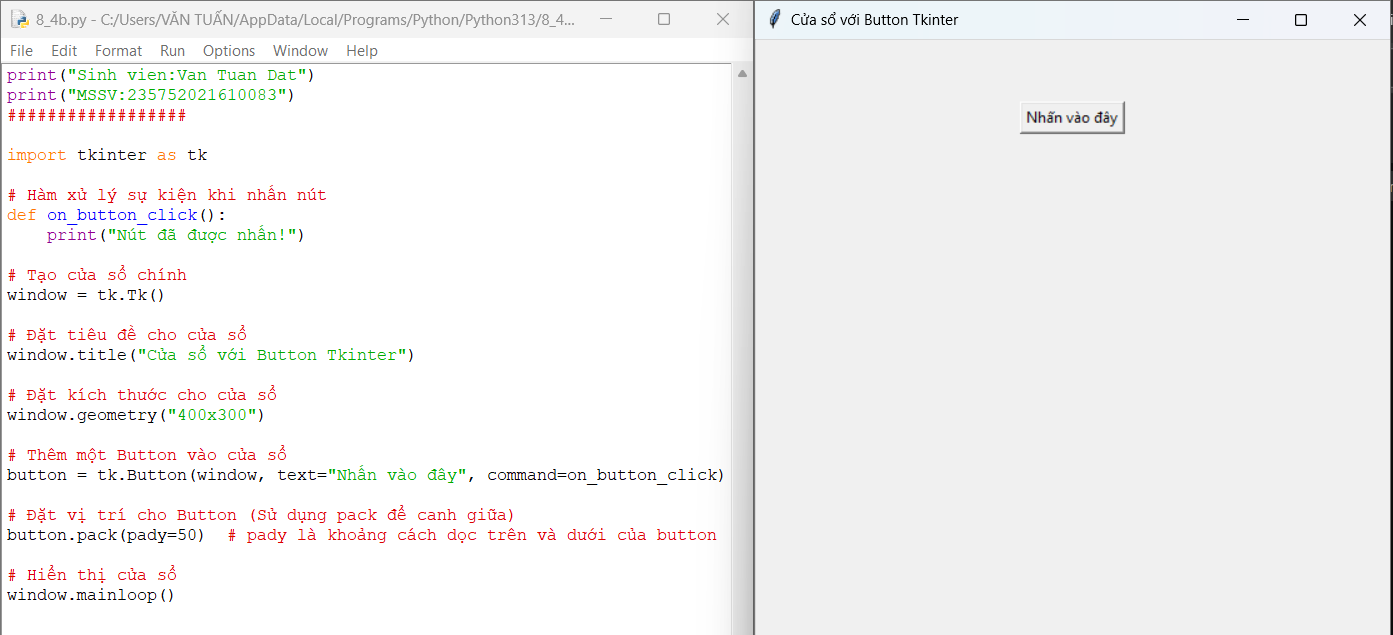 8_4b.py - C:/Users/VĂN TUẤN/AppData/Local/Programs/Python/Python313/8_4...
File Edit Format Run Options Window Help
print("Sinh vien:Van Tuan Dat")
print("MSSV:235752021610083")
##################
import tkinter as tk
# Hàm xử lý sự kiện khi nhấn nút
def on_button_click():
    print("Nút đã được nhấn!")
# Tạo cửa sổ chính
window = tk.Tk()
# Đặt tiêu đề cho cửa sổ
window.title("Cửa sổ với Button Tkinter")
# Đặt kích thước cho cửa sổ
window.geometry("400x300")
# Thêm một Button vào cửa sổ
button = tk.Button(window, text="Nhấn vào đây", command=on_button_click)
# Đặt vị trí cho Button (Sử dụng pack để canh giữa)
button.pack(pady=50)  # pady là khoảng cách dọc trên và dưới của button
# Hiển thị cửa sổ
window.mainloop()
Cửa sổ với Button Tkinter
Nhấn vào đây